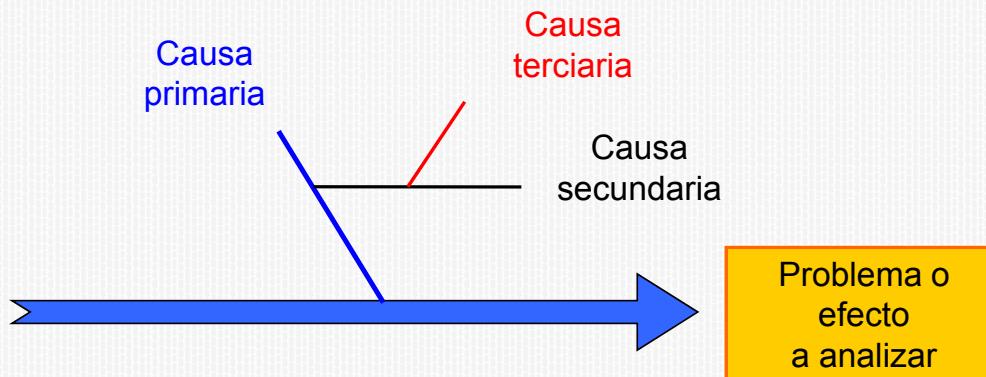 Causa
primaria
Causa
terciaria
Causa
secundaria
Problema o
efecto
a analizar